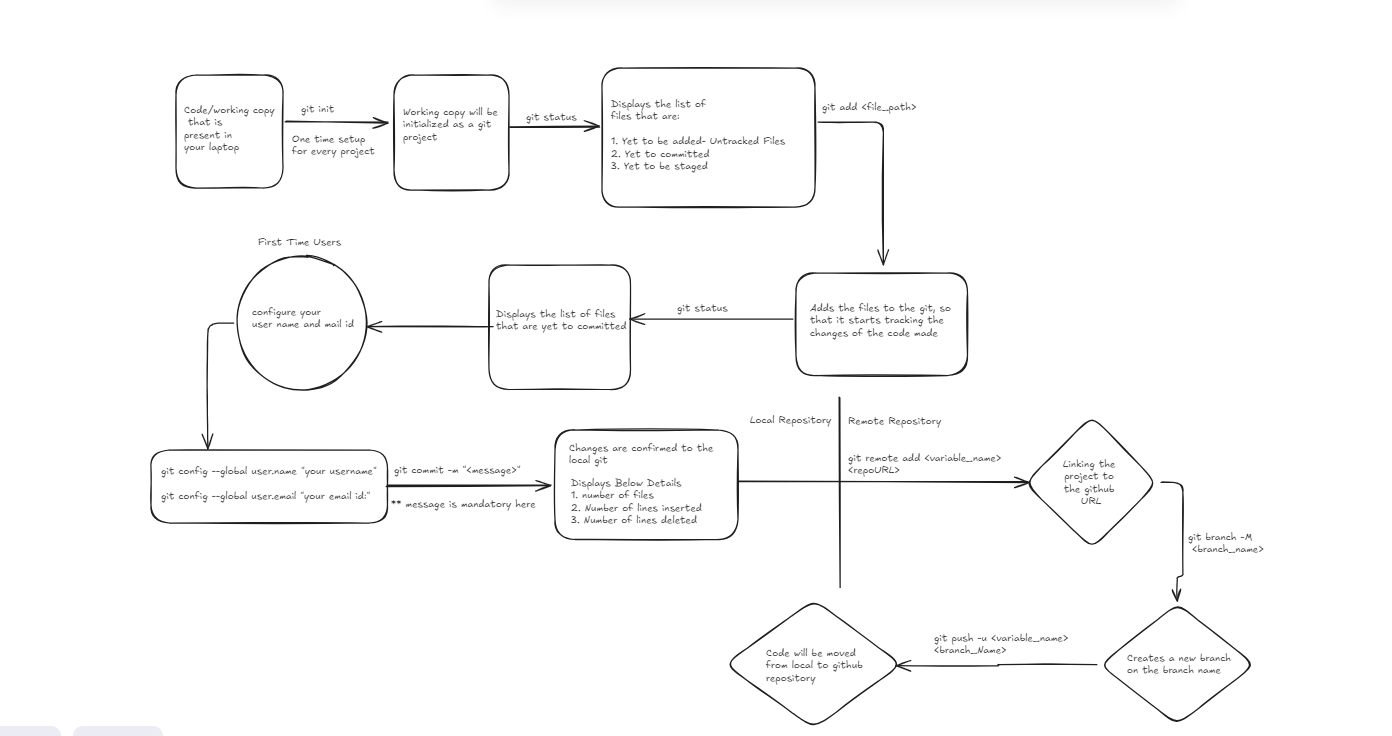 Code/working copy
that is
present in
your laptop
git init
One time setup
for every project
Working copy will be
initialized as a git
project
git status
Displays the list of
files that are:
1. Yet to be added- Untracked Files
2. Yet to committed
3. Yet to be staged
git add <file_path>
Adds the files to the git, so
that it starts tracking the
changes of the code made
git status
Displays the list of files
that are yet to committed
First Time Users
configure your
user name and mail id
git config --global user.name "your username"
git config --global user.email "your email id:"
git commit -m "<message>"
** message is mandatory here
Changes are confirmed to the
local git
Displays Below Details
1. number of files
2. Number of lines inserted
3. Number of lines deleted
Local Repository
Remote Repository
git remote add <variable_name>
<repoURL>
Linking the
project to
the github
URL
git branch -M
<branch_name>
Creates a new branch
on the branch name
git push -u <variable_name>
<branch_Name>
Code will be moved
from local to github
repository